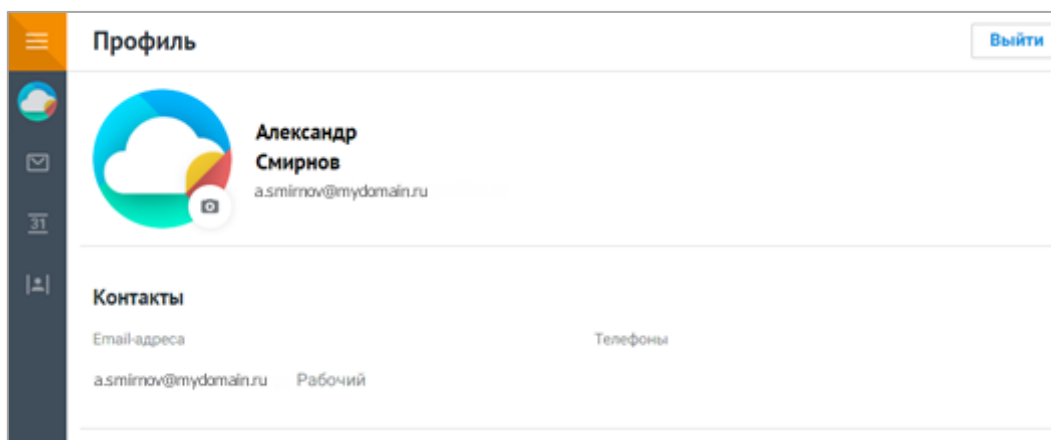 Профиль
Выйти
Александр
Смирнов
a.smirnov@mydomain.ru
31
Контакты
Email-адреса Телефоны
a.smirnov@mydomain.ru Рабочий